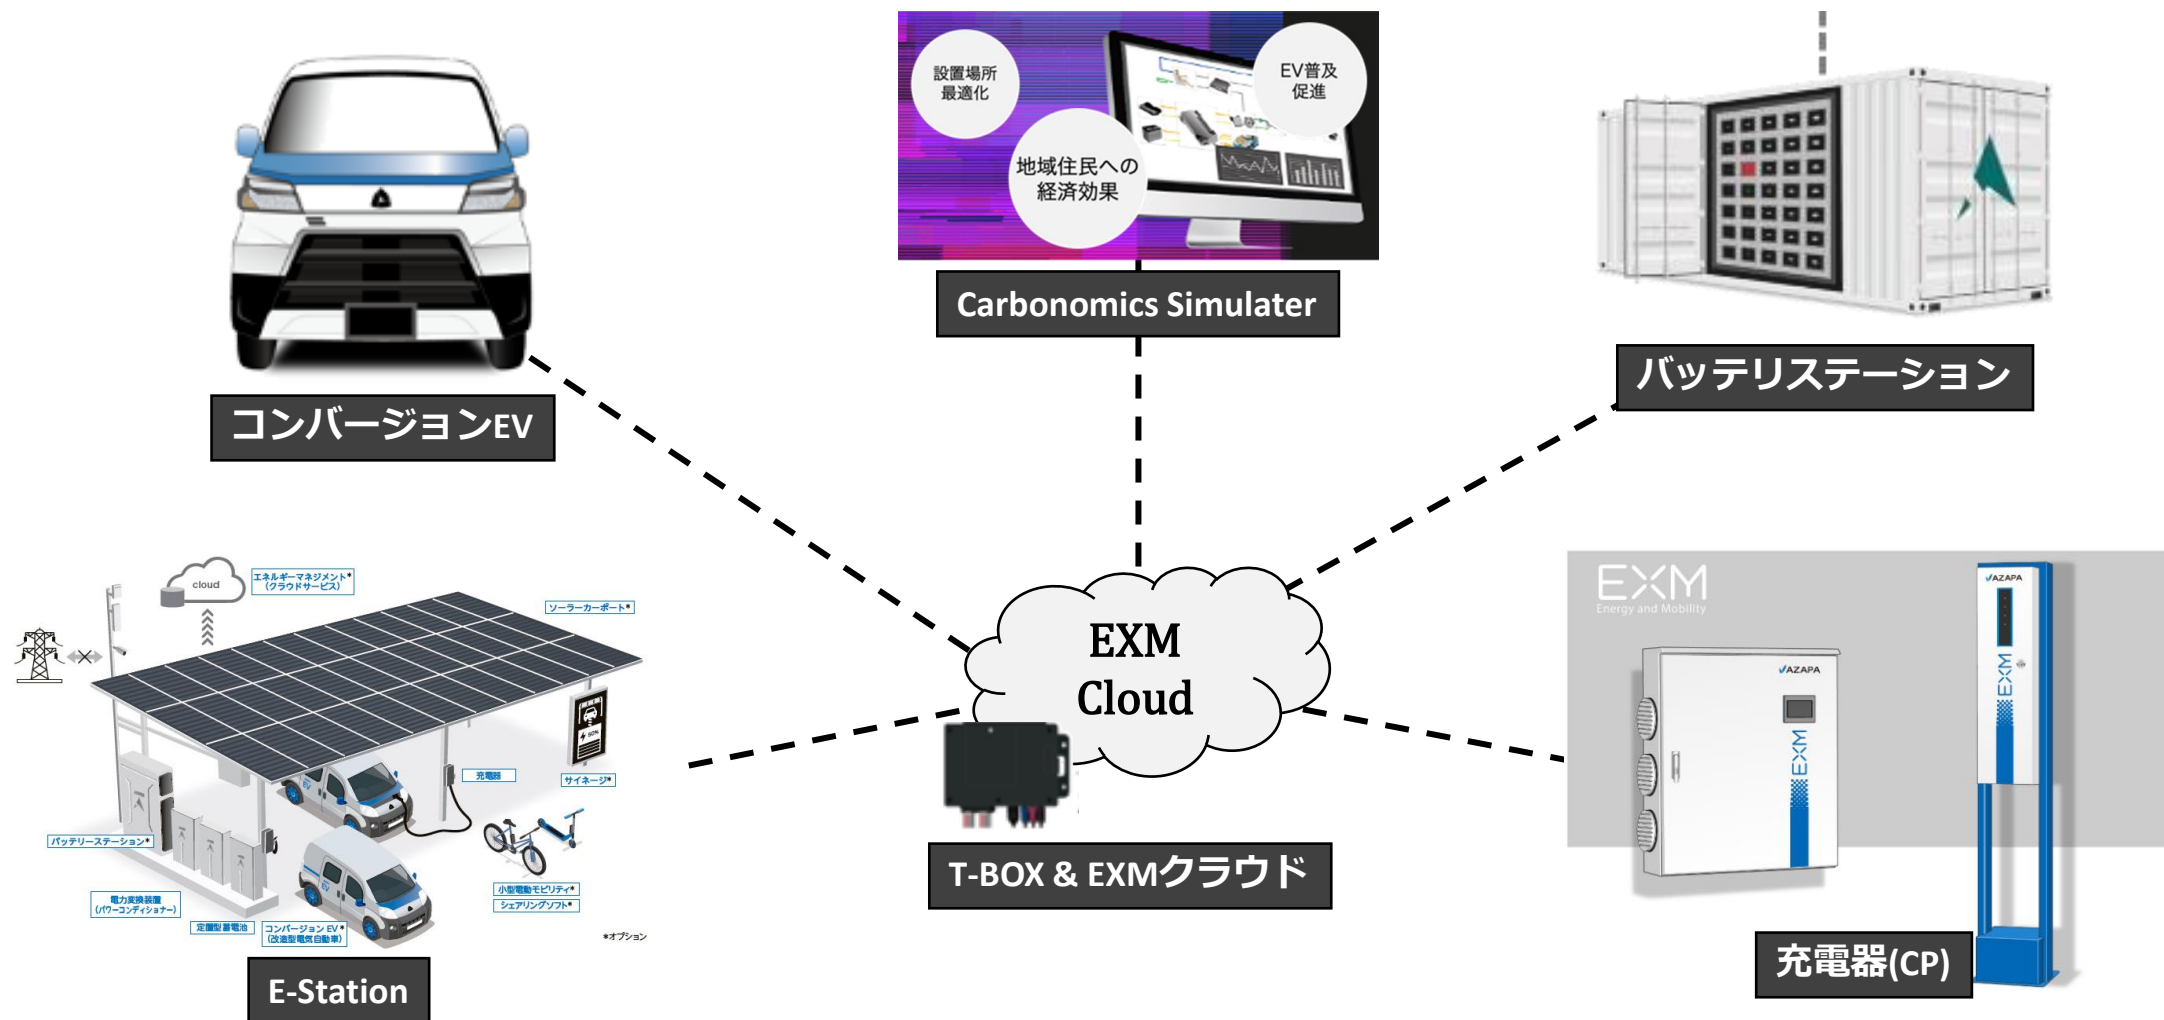 設置場所
最適化
EV普及
促進
地域住民への
経済効果
Carbonomics Simulater
バッテリステーション
コンバージョンEV
EXM
Cloud
T-BOX & EXMクラウド
cloud
エネルギーマネジメント*
(クラウドサービス)
ソーラーカーポート*
50%
サイネージ*
充電器
EV
バッテリーステーション*
電力変換装置
(パワーコンディショナー)
定置型蓄電池
EV
コンバージョン EV*
(改造型電気自動車)
小型電動モビリティ*
シェアリングソフト*
*オプション
E-Station
EXM
Energy and Mobility
AZAPA
EXM
AZAPA
EXM
充電器(CP)